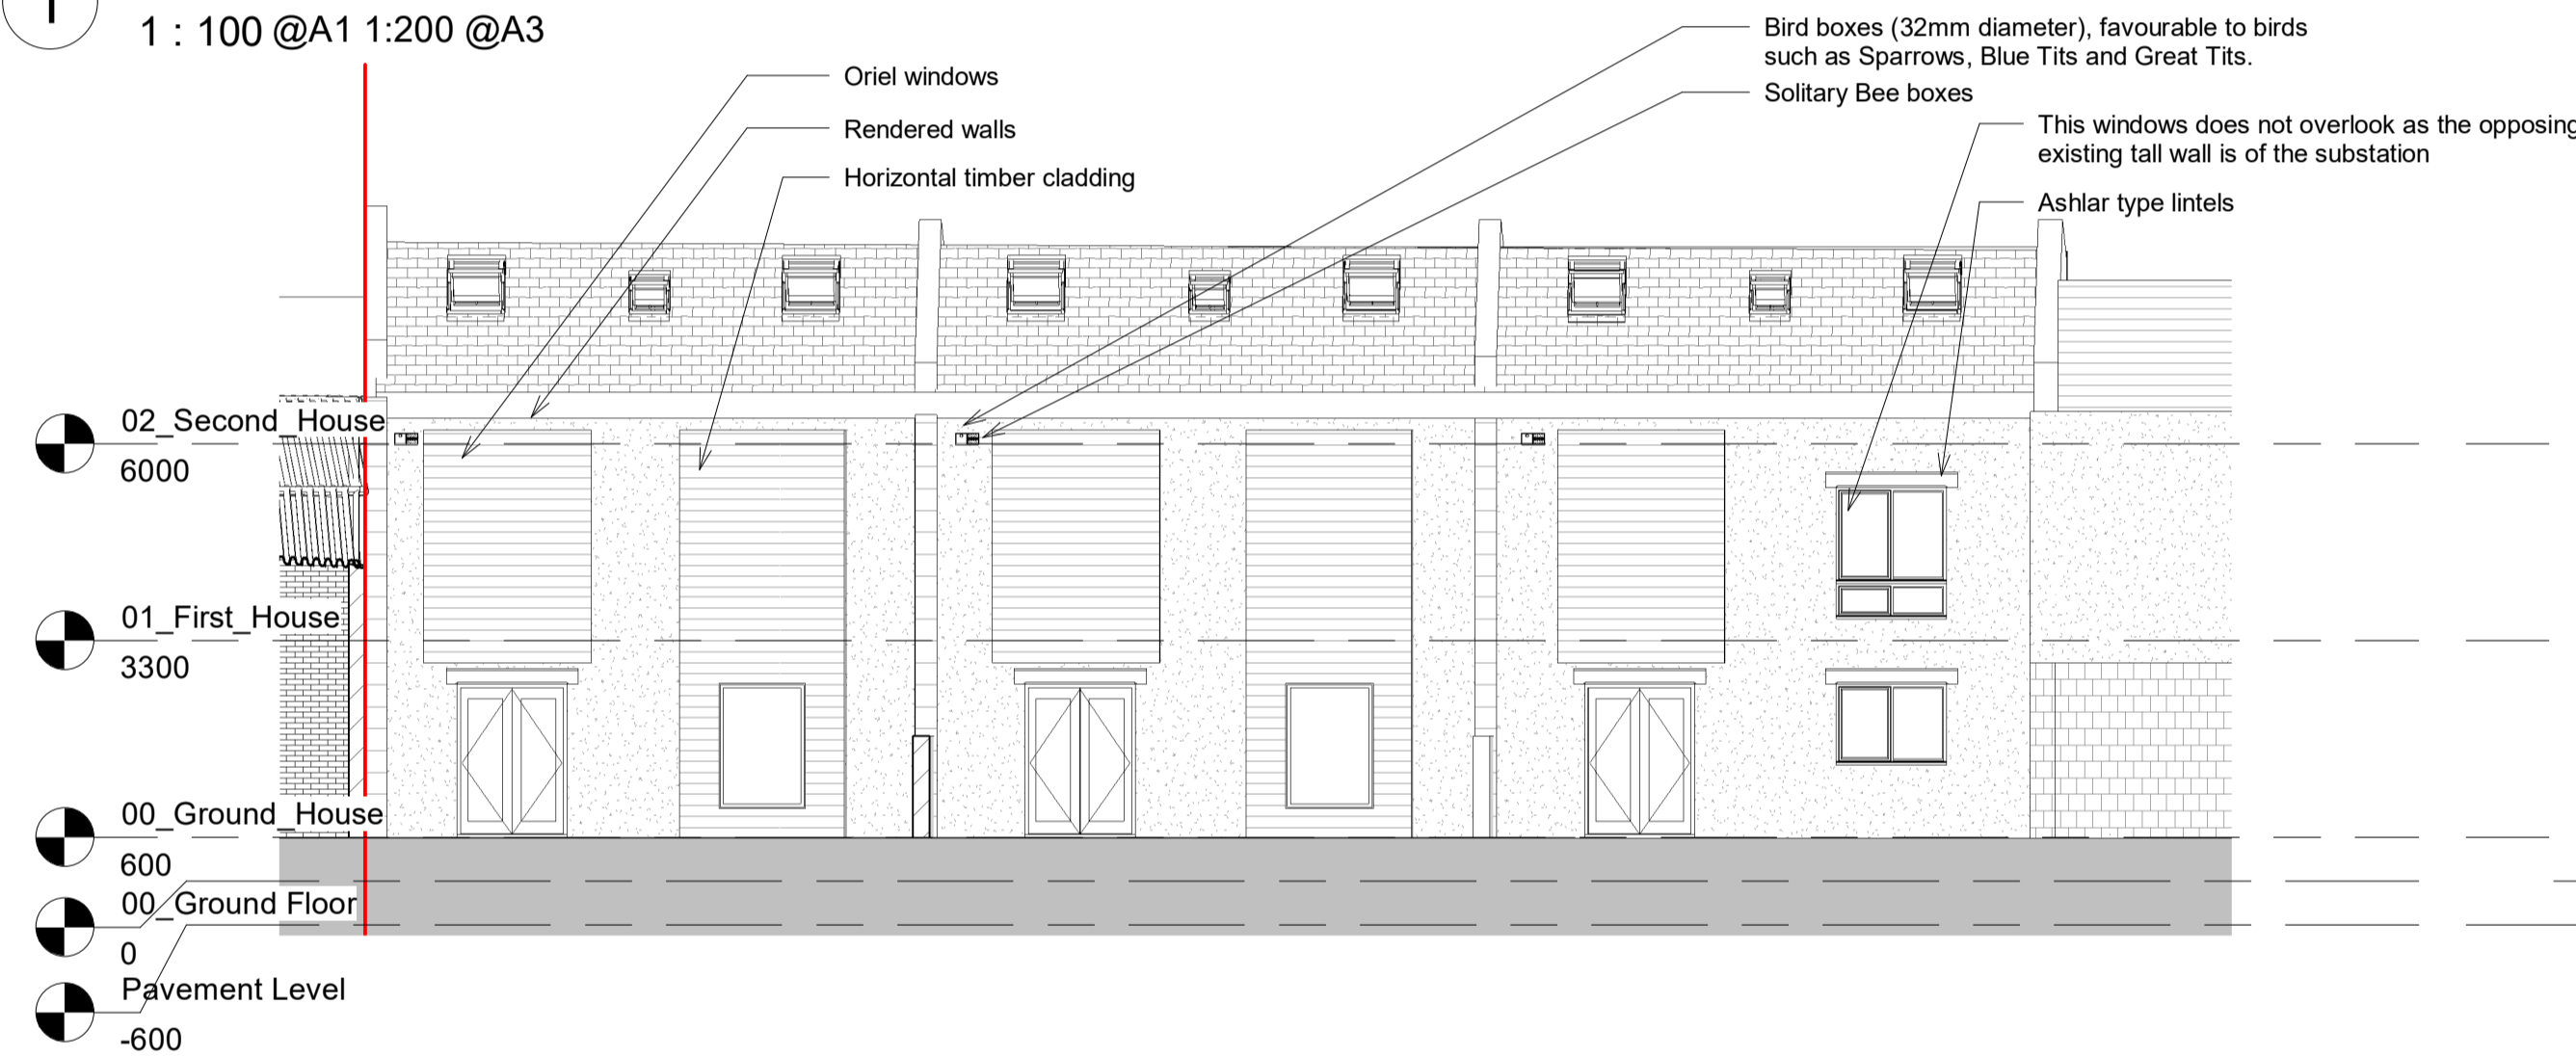 1
1 : 100 @A1 1:200 @A3
Oriel windows
Rendered walls
Horizontal timber cladding
Bird boxes (32mm diameter), favourable to birds
such as Sparrows, Blue Tits and Great Tits.
Solitary Bee boxes
This windows does not overlook as the opposing
existing tall wall is of the substation
Ashlar type lintels
02_Second_House
6000
01_First_House
3300
00_Ground_House
600
00_Ground Floor
0
Pavement Level
-600